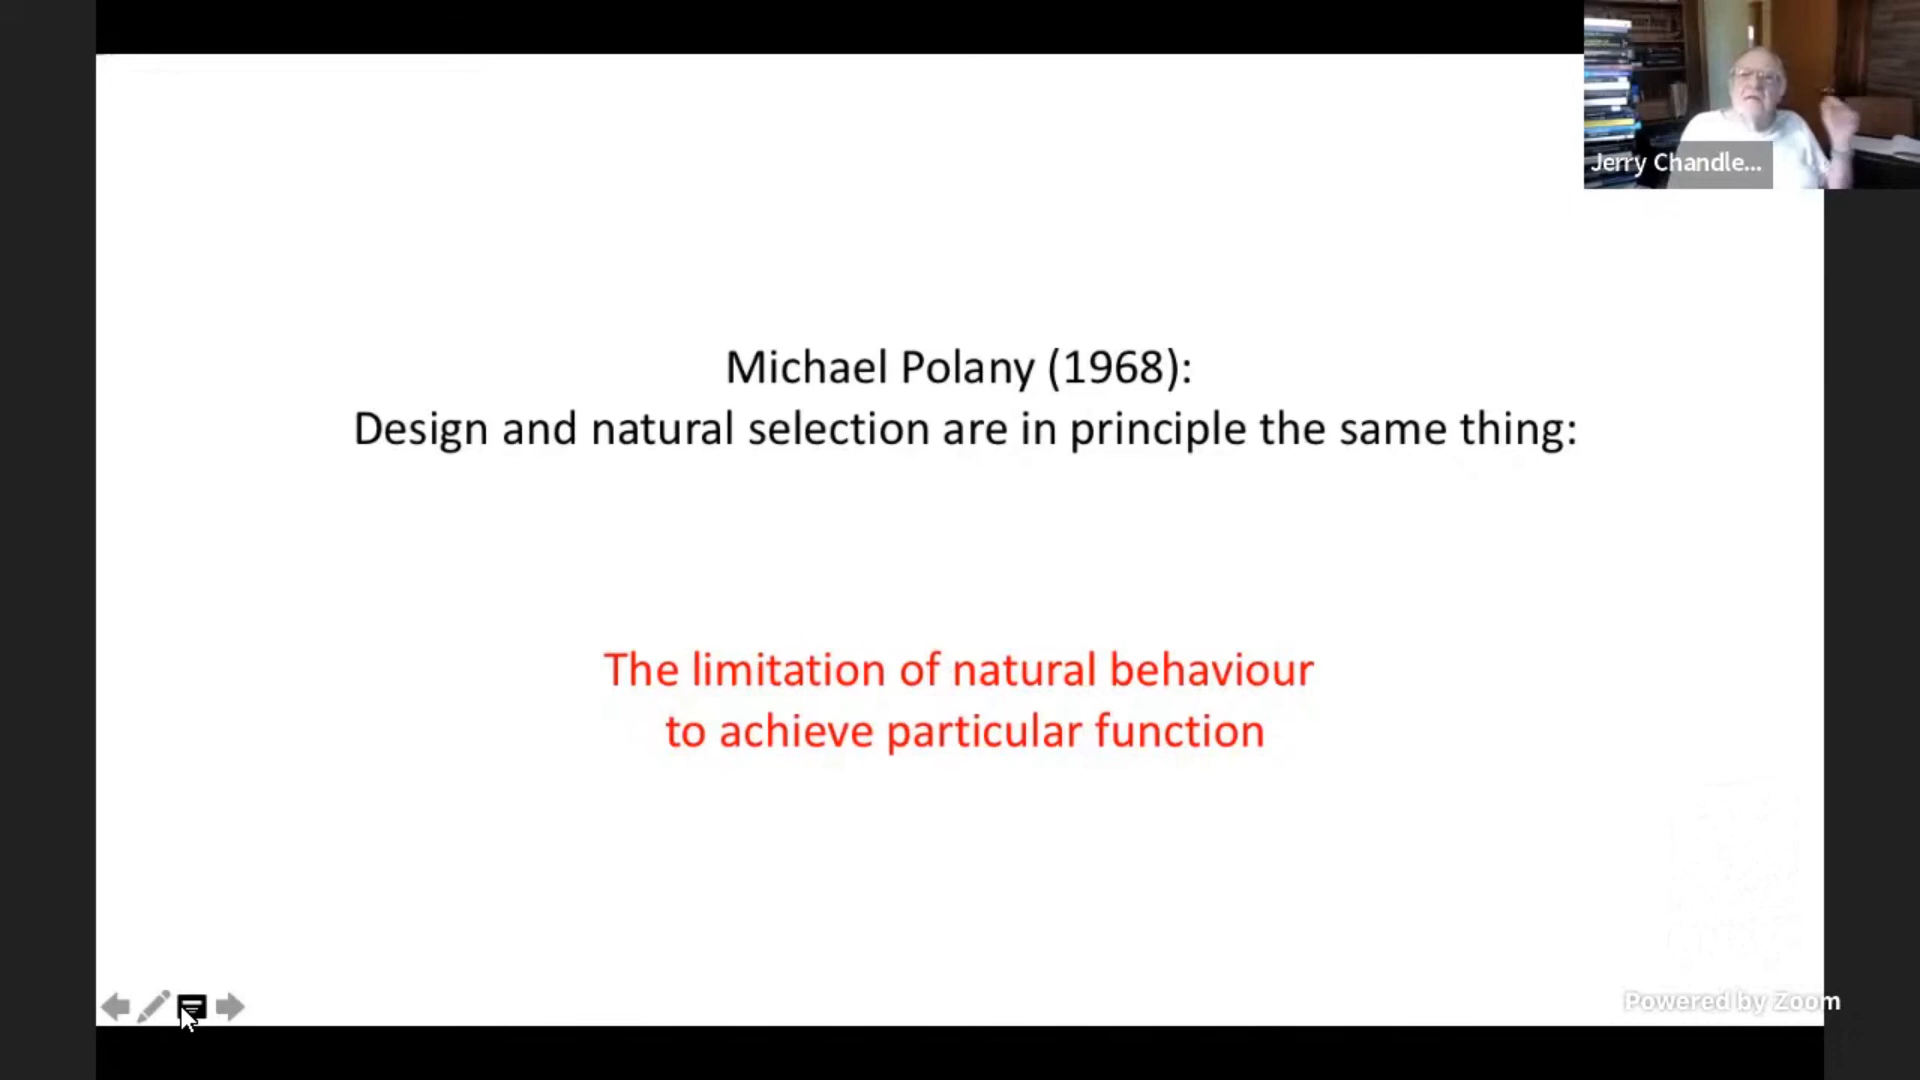 Jerry Chandle...
Michael Polany (1968):
Design and natural selection are in principle the same thing:
The limitation of natural behaviour
to achieve particular function
Powered by Zoom